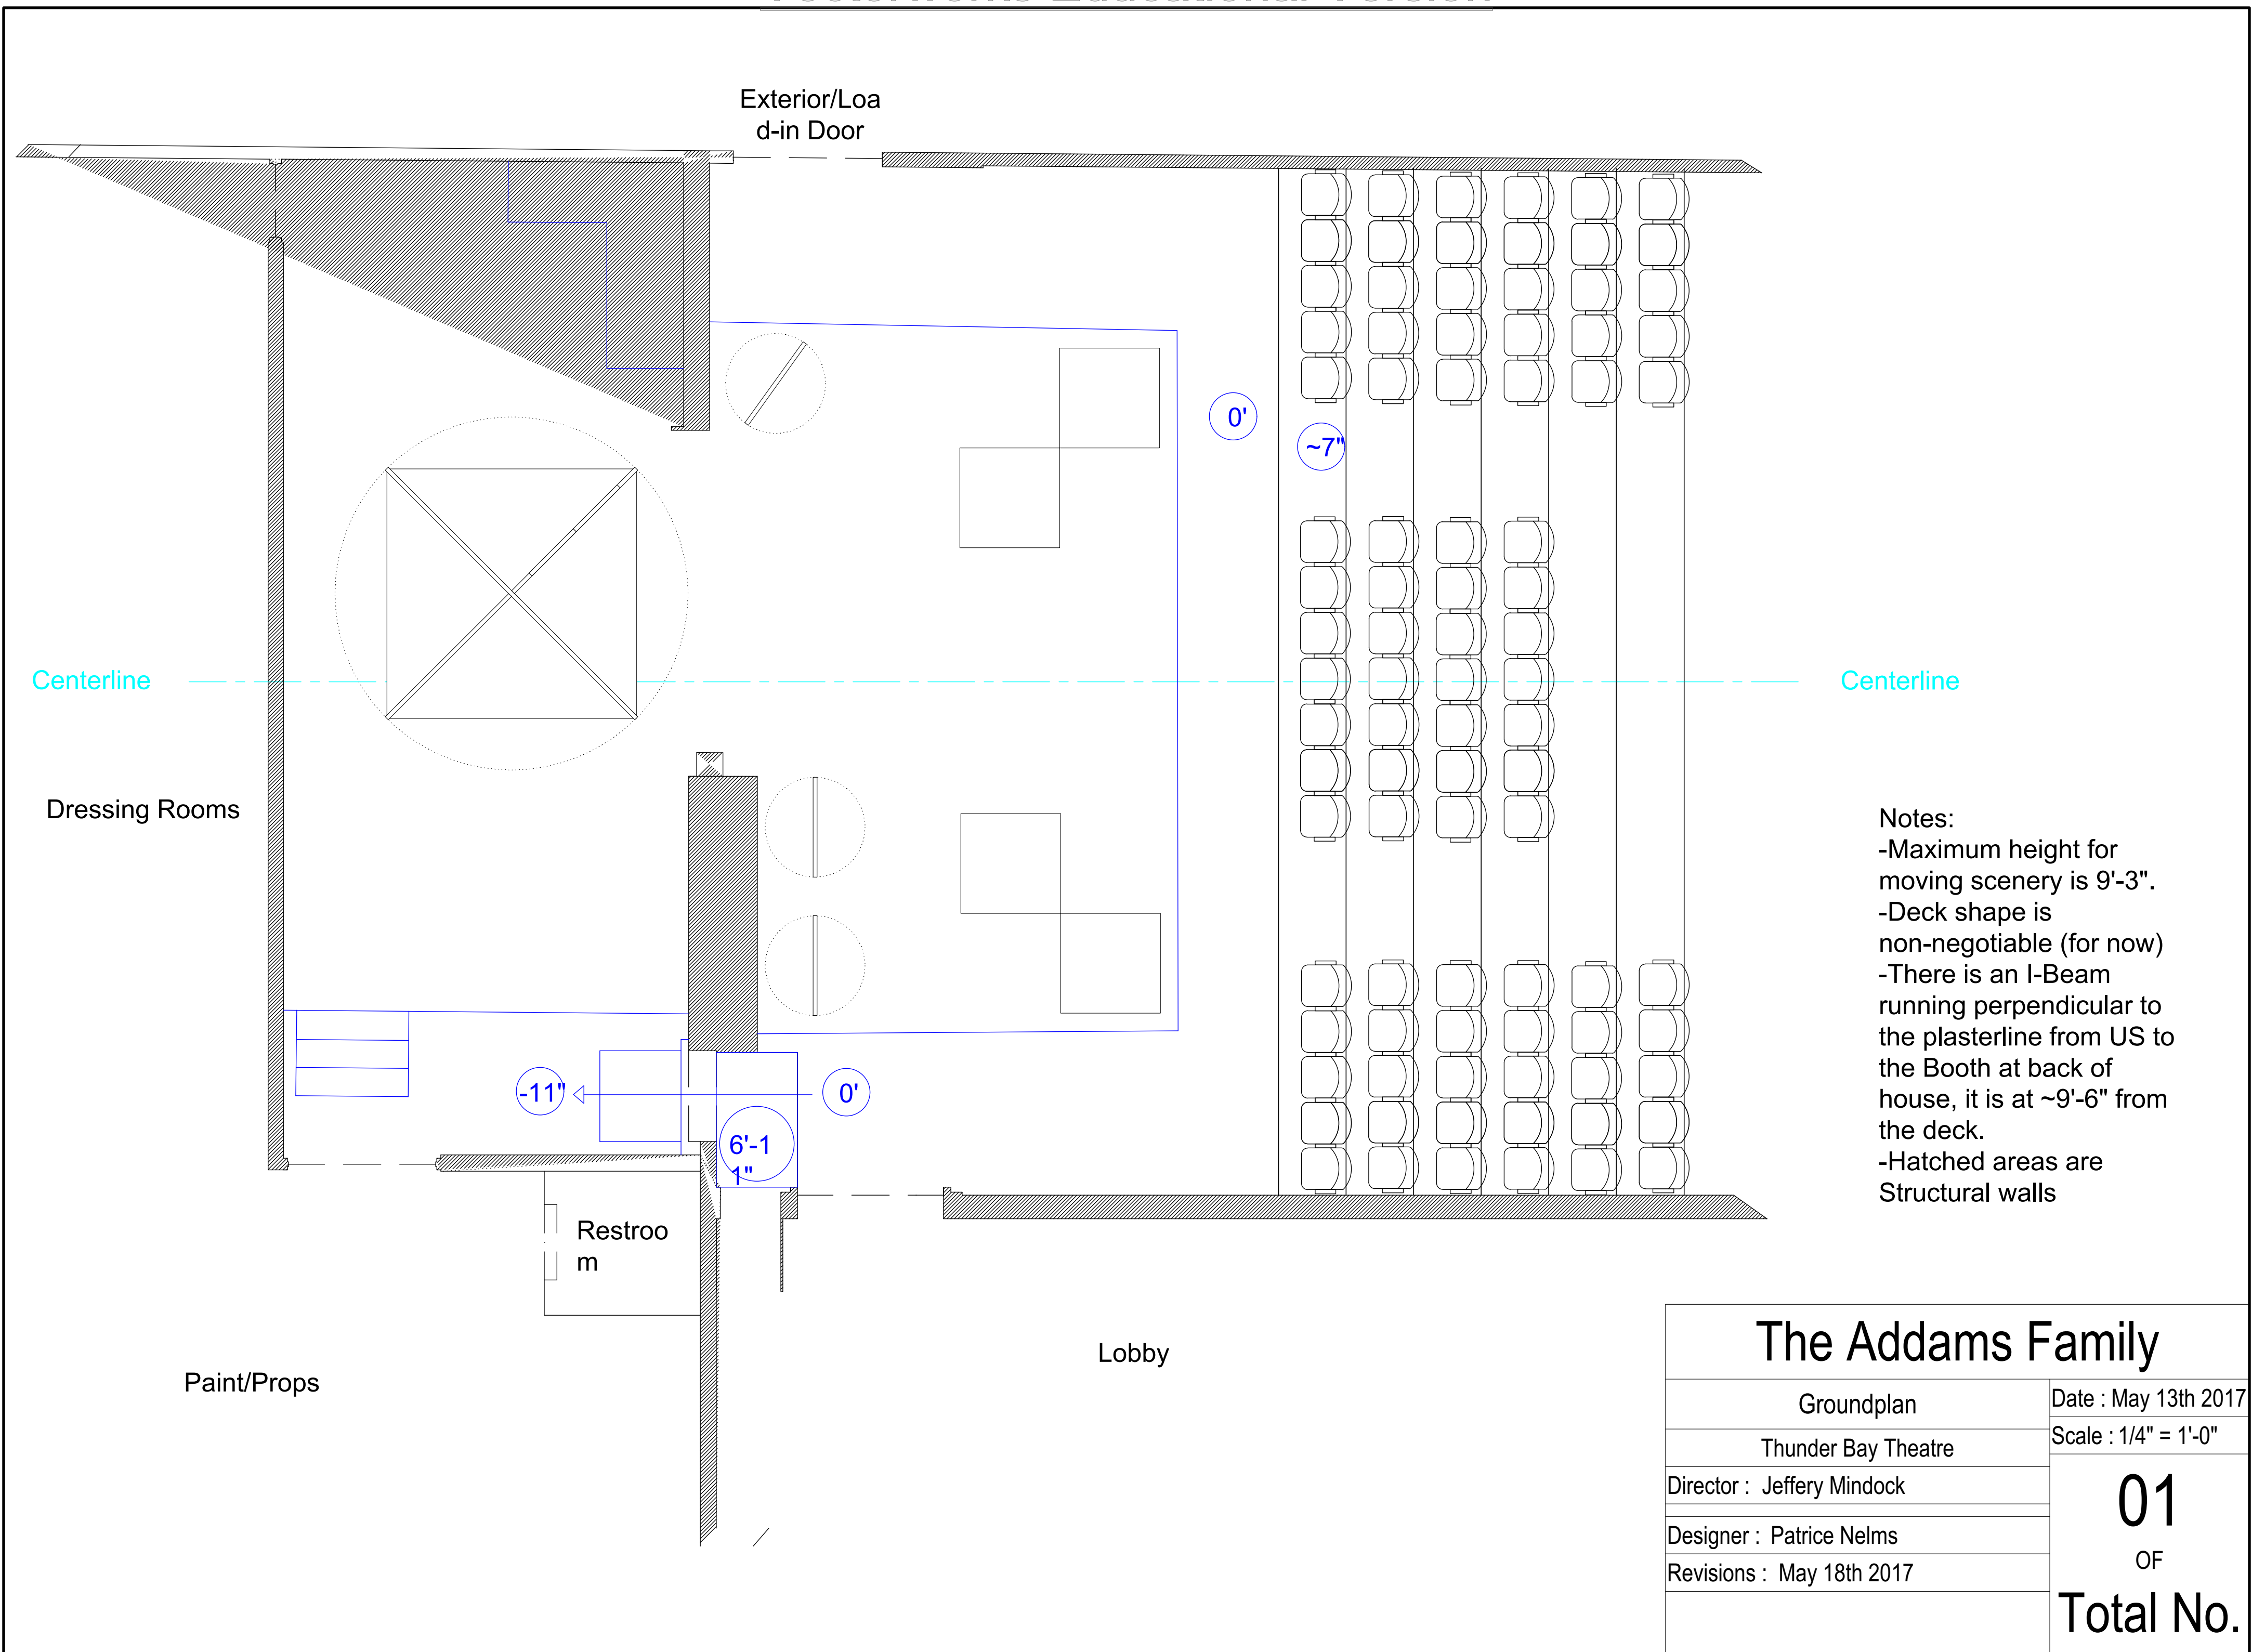 Exterior/Loa
d-in Door
0'
~7"
Centerline
Centerline
Dressing Rooms
Notes:
-Maximum height for
moving scenery is 9'-3".
-Deck shape is
non-negotiable (for now)
-There is an I-Beam
running perpendicular to
the plasterline from US to
the Booth at back of
house, it is at ~9'-6" from
the deck.
-Hatched areas are
Structural walls
-11"
0'
6'-1
1"
Restroo
m
Lobby
Paint/Props
The Addams Family
Groundplan
Date : May 13th 2017
Scale : 1/4" = 1'-0"
Thunder Bay Theatre
Director : Jeffery Mindock
Designer : Patrice Nelms
Revisions : May 18th 2017
01
OF
Total No.